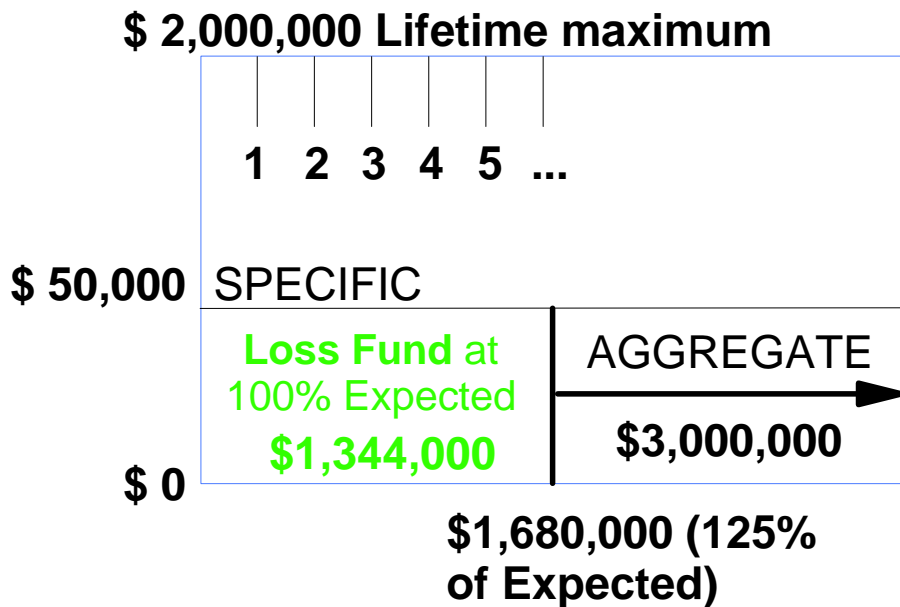 $ 2,000,000 Lifetime maximum
1 2 3 4 5 ...
$ 50,000 SPECIFIC
Loss Fund at
100% Expected
$1,344,000
AGGREGATE
$3,000,000
$ 0
$1,680,000 (125%
of Expected)